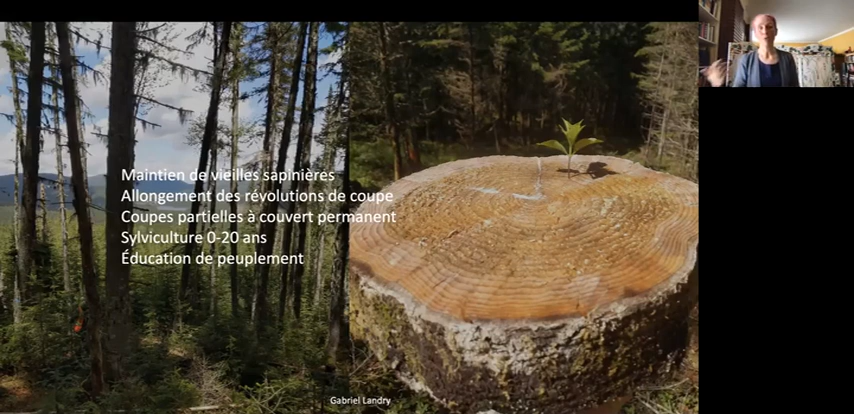 Maintien de vieilles sapinières
Allongement des révolutions de coupe
Coupes partielles à couvert permanent
Sylviculture 0-20 ans
Éducation de peuplement
Gabriel Landry